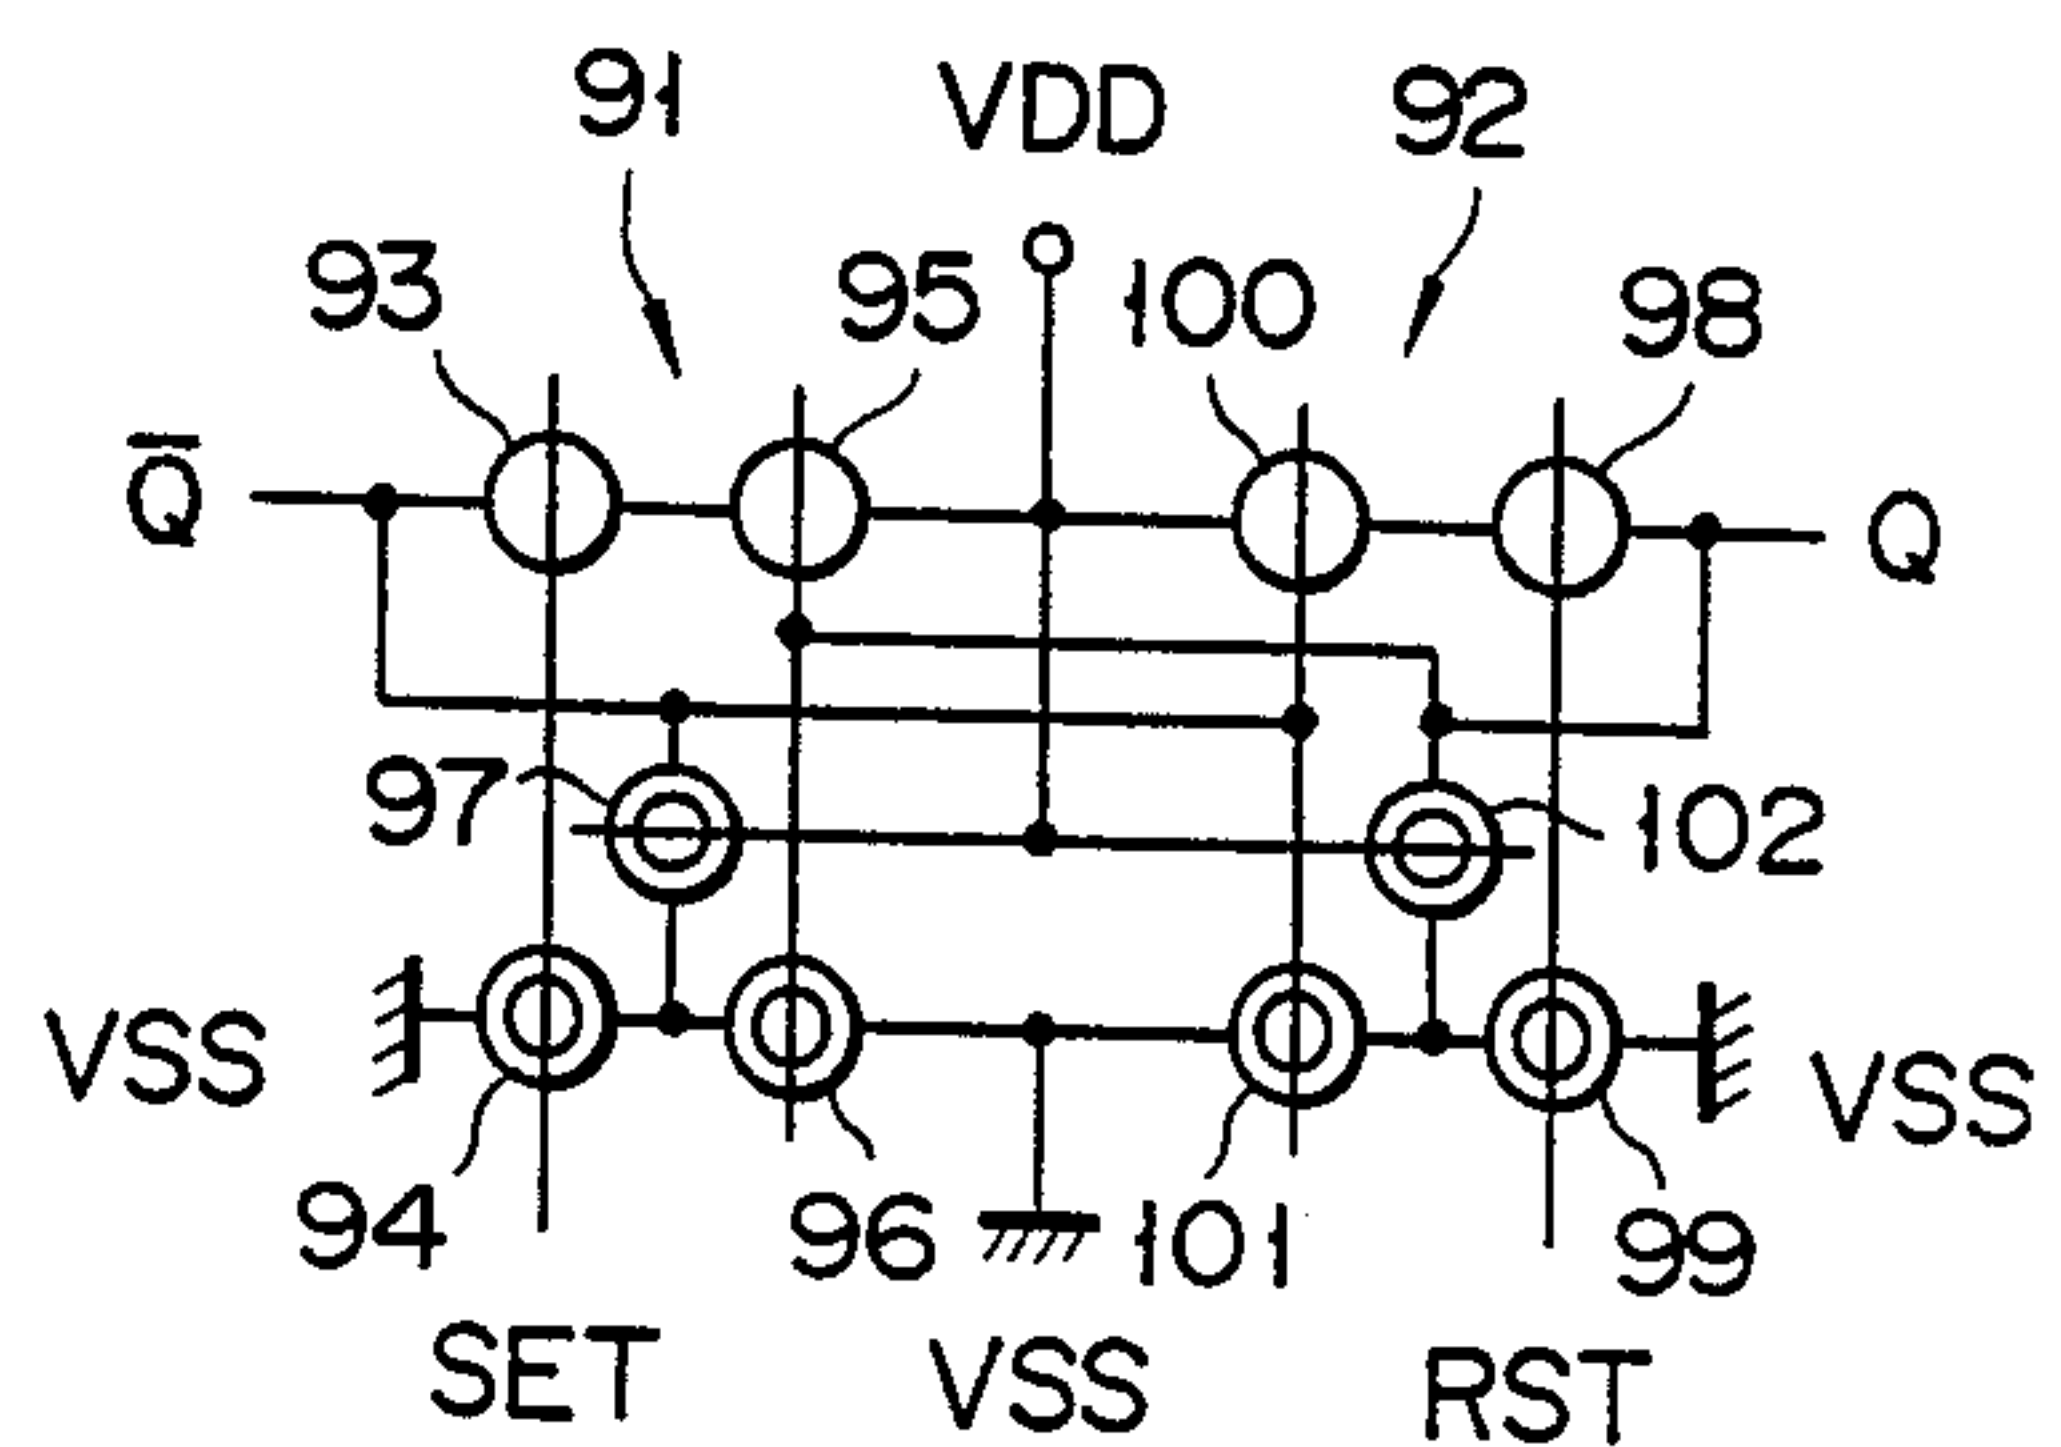 91 VDD 92
93 95 100 98
Q̅ Q
97 102
VSS VSS
94 96 101 99
SET VSS RST